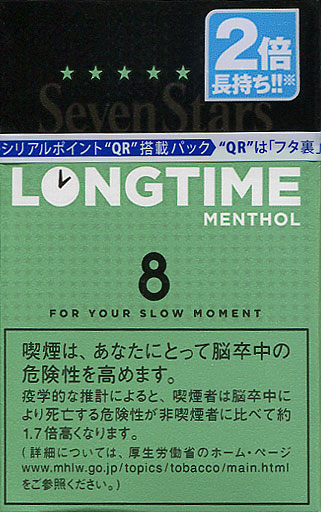 2倍
長持ち!!※
Seven Stars
シリアルポイント“QR”搭載パック “QR”は「フタ裏」
LONGTIME
MENTHOL
8
FOR YOUR SLOW MOMENT
喫煙は、あなたにとって脳卒中の
危険性を高めます。
疫学的な推計によると、喫煙者は脳卒中に
より死亡する危険性が非喫煙者に比べて約
1.7倍高くなります。
(詳細については、厚生労働省のホーム・ページ
www.mhlw.go.jp/topics/tobacco/main.html
をご参照ください。)